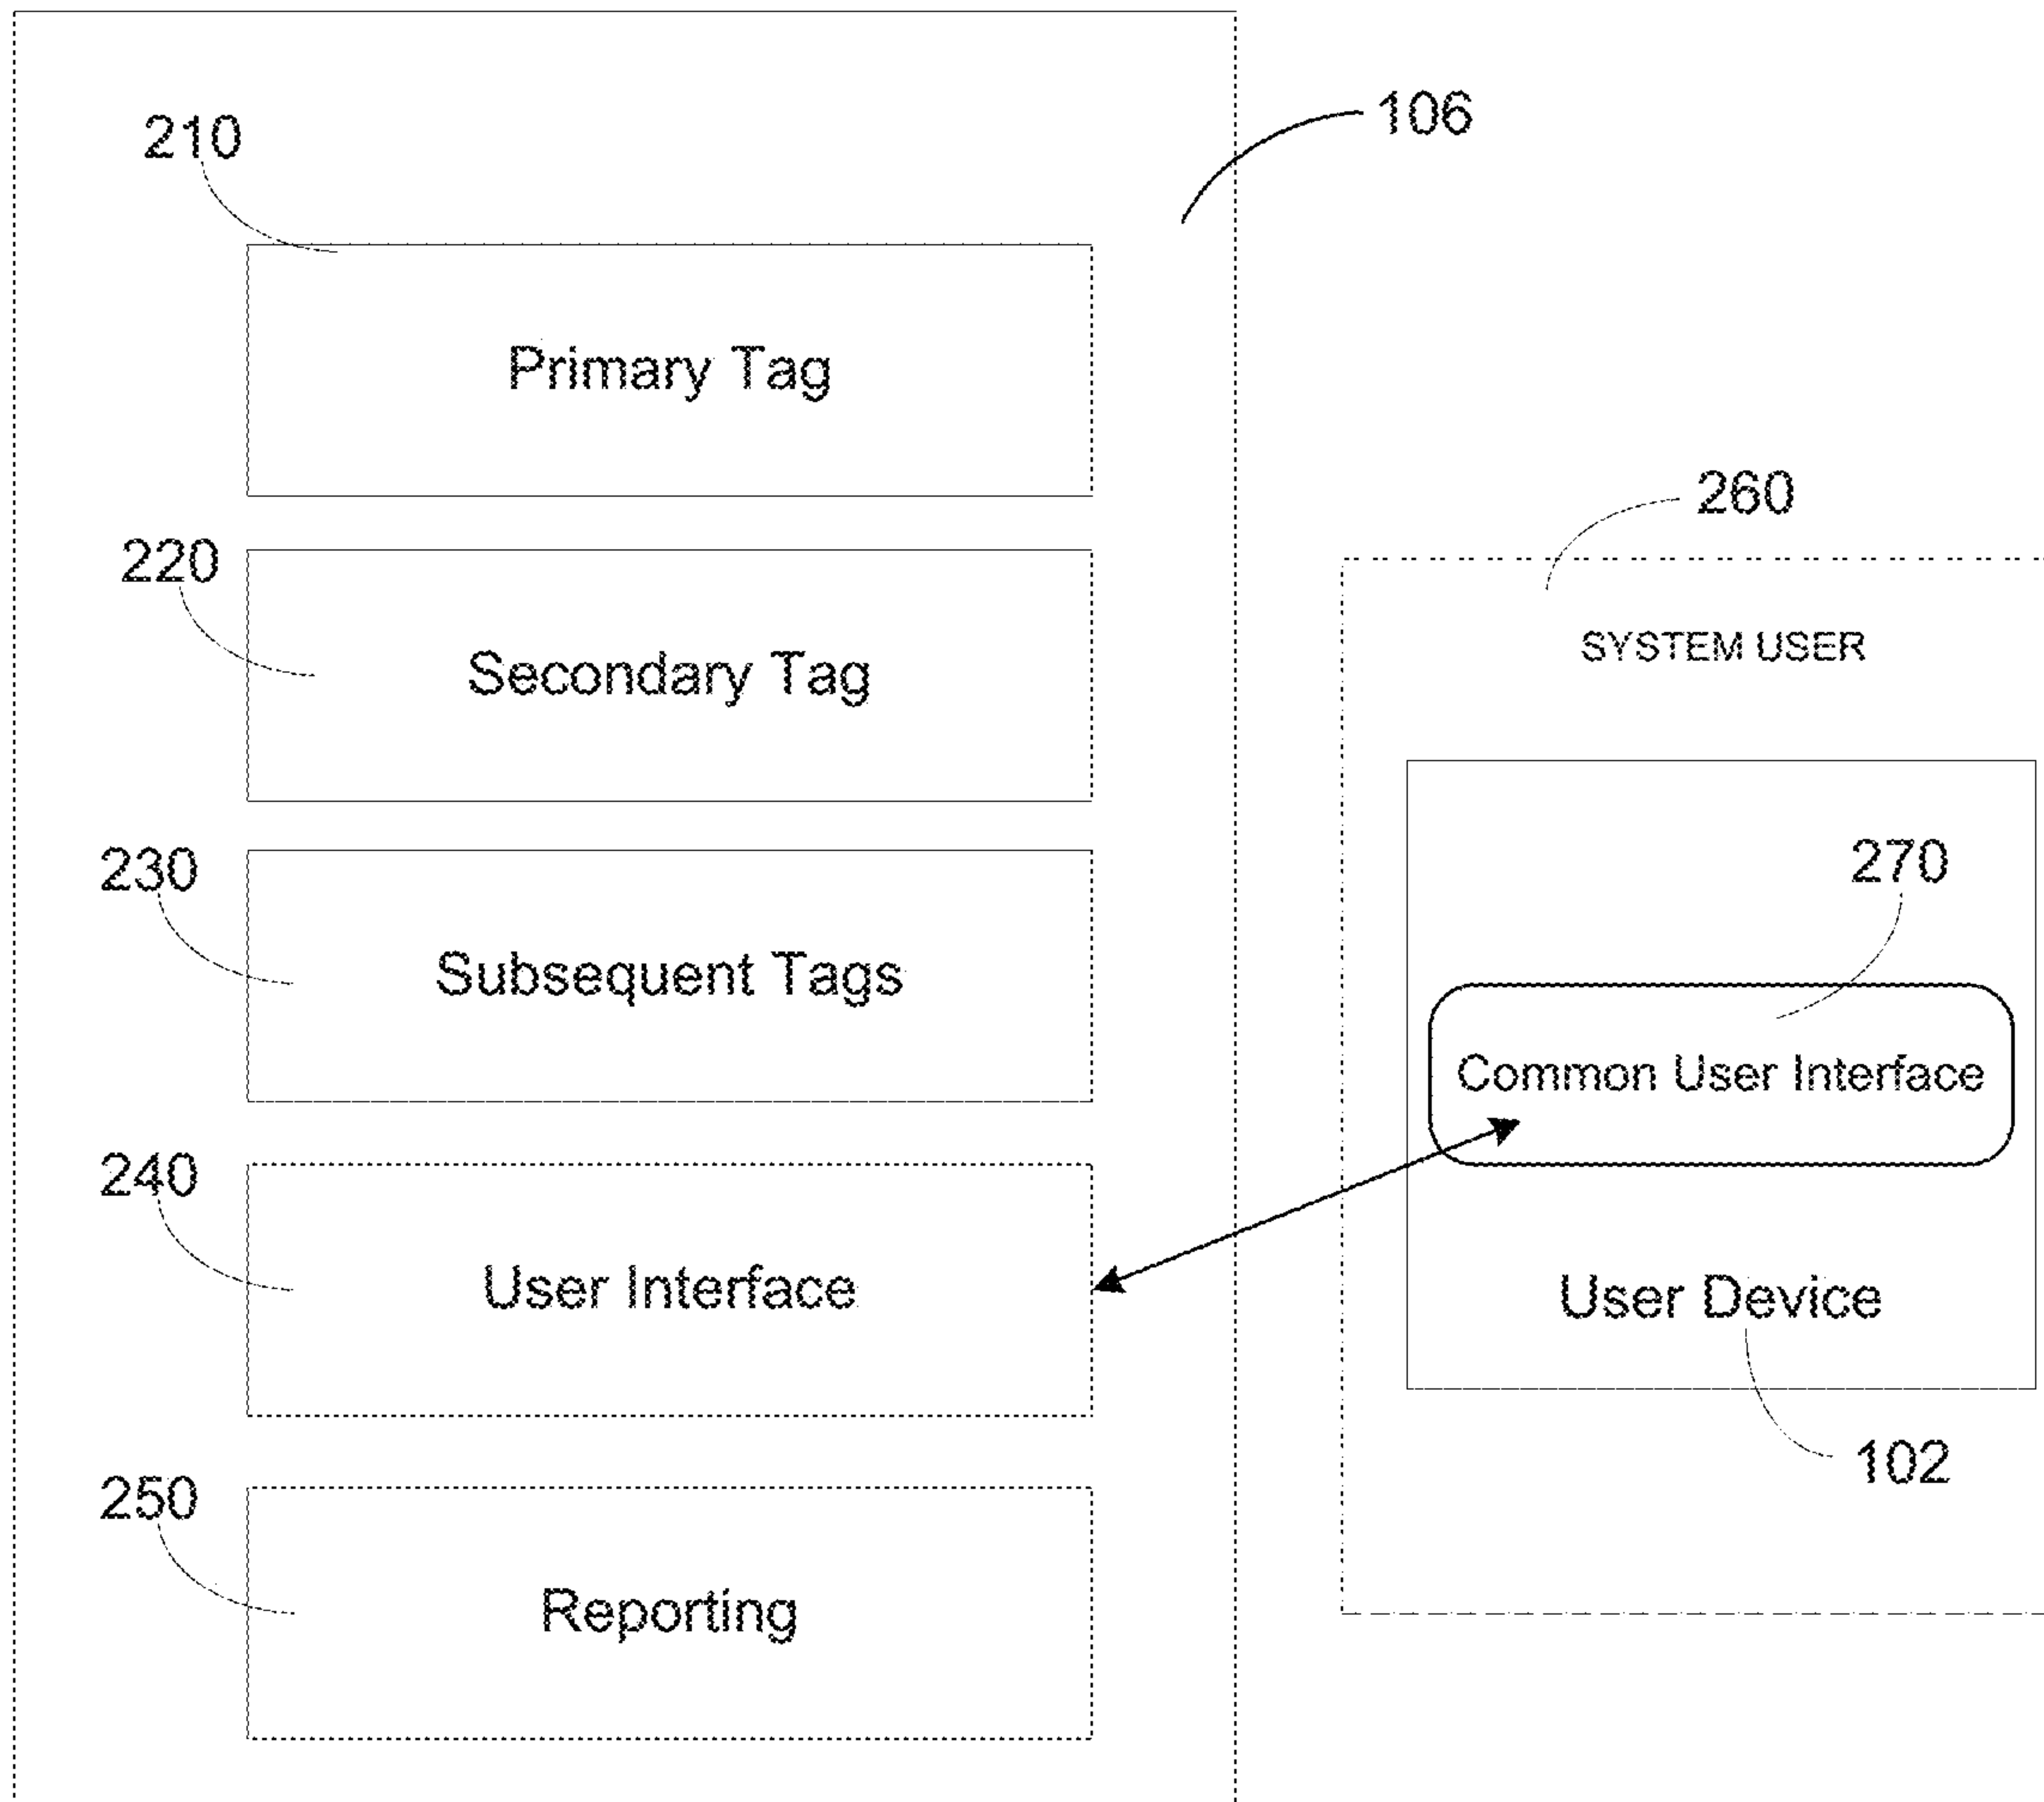 106
210
Primary Tag
260
220
SYSTEM USER
Secondary Tag
230
270
Subsequent Tags
Common User Interface
240
User Interface
User Device
102
250
Reporting